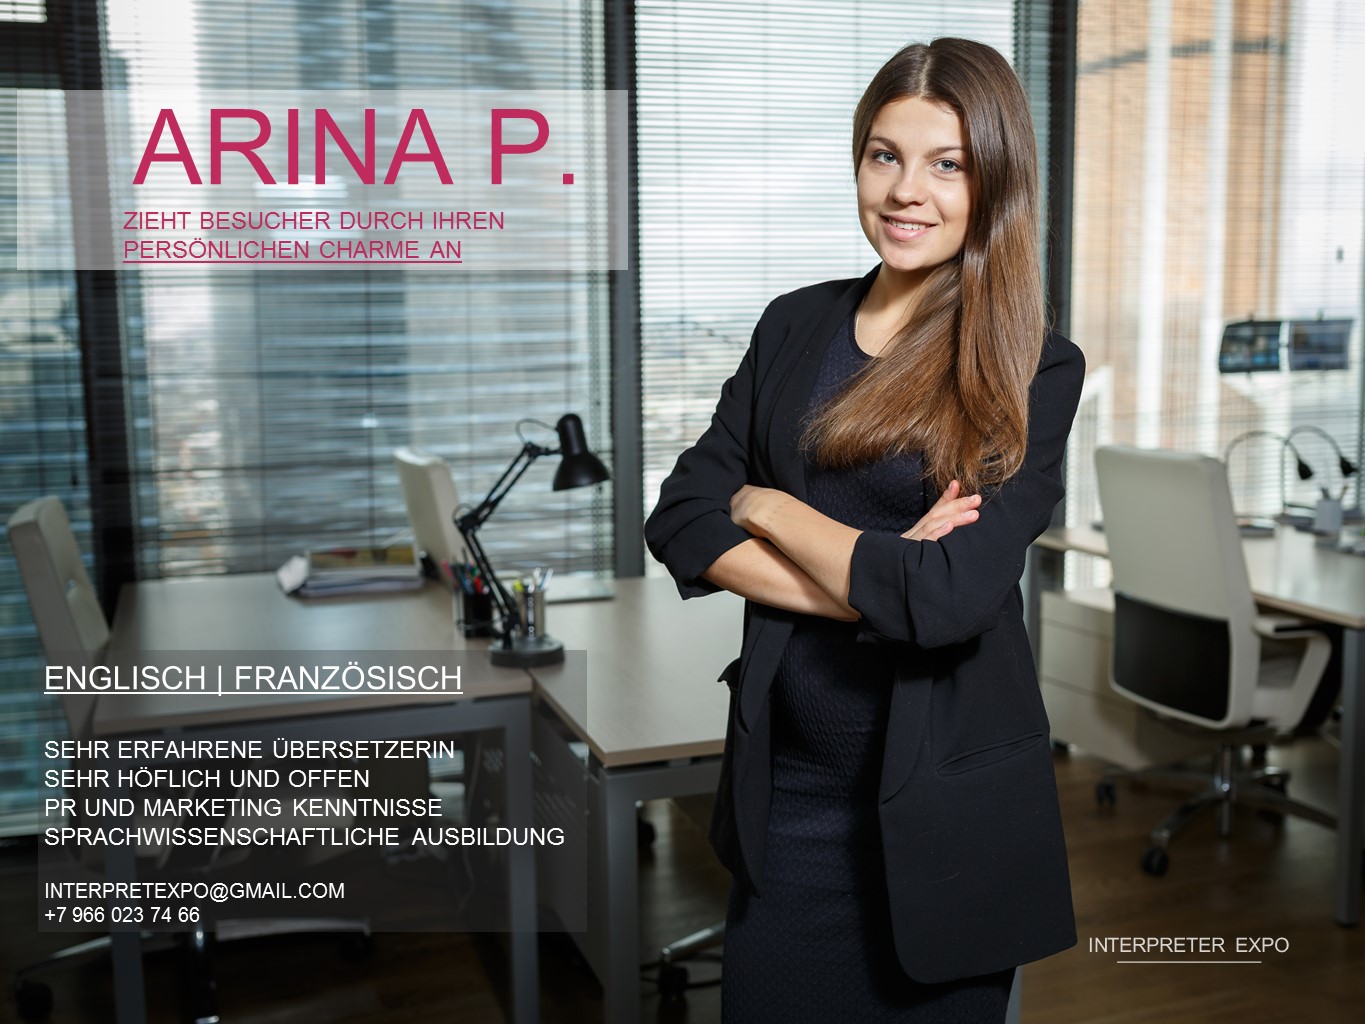 ARINA P.
ZIEHT BESUCHER DURCH IHREN
PERSÖNLICHEN CHARME AN
ENGLISCH | FRANZÖSISCH
SEHR ERFAHRENE ÜBERSETZERIN
SEHR HÖFLICH UND OFFEN
PR UND MARKETING KENNTNISSE
SPRACHWISSENSCHAFTLICHE AUSBILDUNG
INTERPRETEXPO@GMAIL.COM
+7 966 023 74 66
INTERPRETER EXPO